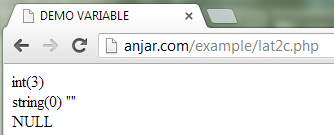 DEMO VARIABLE
anjar.com/example/lat2c.php
int(3)
string(0) ""
NULL